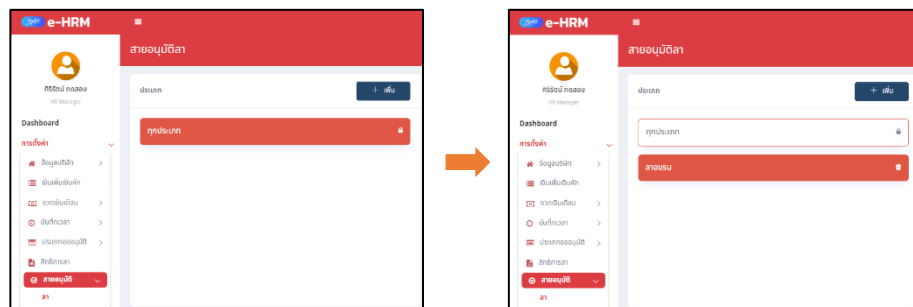 e-HRM
สายอนุมัติลา
ศิริรัตน์ ทดสอบ
HR Manager
ประเภท
+ เพิ่ม
Dashboard
การตั้งค่า
ทุกประเภท
ข้อมูลบริษัท
เงินเพิ่มเงินหัก
งวดเงินเดือน
บันทึกเวลา
ประเภทขออนุมัติ
สิทธิการลา
สายอนุมัติ
ลา
e-HRM
สายอนุมัติลา
ศิริรัตน์ ทดสอบ
HR Manager
ประเภท
+ เพิ่ม
Dashboard
การตั้งค่า
ทุกประเภท
ลาอบรม
ข้อมูลบริษัท
เงินเพิ่มเงินหัก
งวดเงินเดือน
บันทึกเวลา
ประเภทขออนุมัติ
สิทธิการลา
สายอนุมัติ
ลา